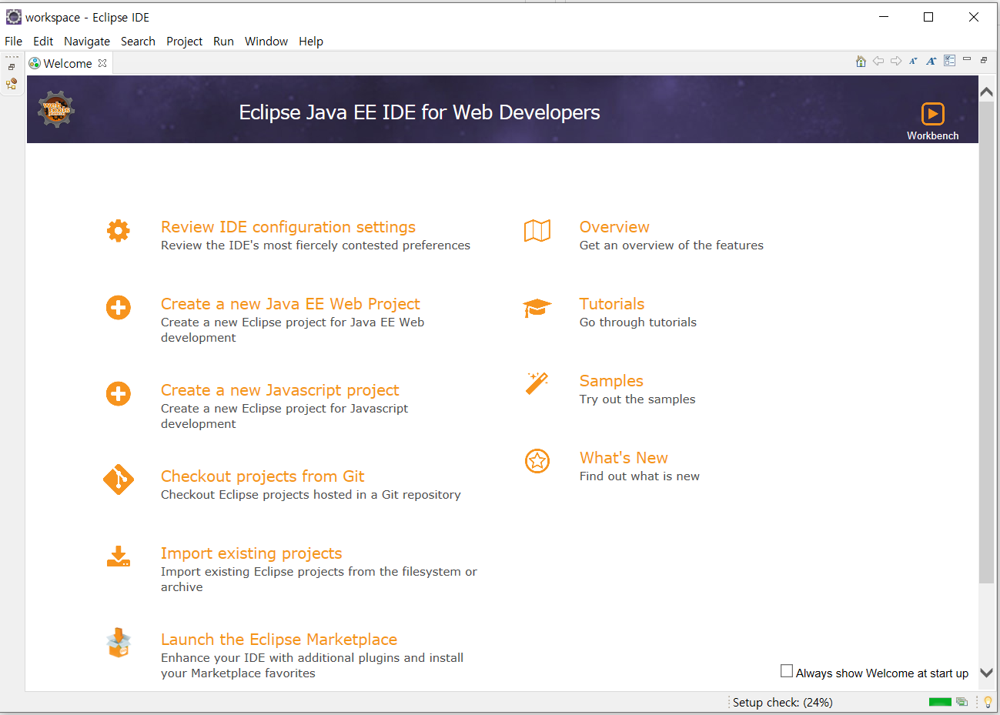 workspace - Eclipse IDE
File Edit Navigate Search Project Run Window Help
Welcome
Eclipse Java EE IDE for Web Developers
Workbench
Review IDE configuration settings
Review the IDE's most fiercely contested preferences
Create a new Java EE Web Project
Create a new Eclipse project for Java EE Web
development
Create a new Javascript project
Create a new Eclipse project for Javascript
development
Checkout projects from Git
Checkout Eclipse projects hosted in a Git repository
Import existing projects
Import existing Eclipse projects from the filesystem or
archive
Launch the Eclipse Marketplace
Enhance your IDE with additional plugins and install
your Marketplace favorites
Overview
Get an overview of the features
Tutorials
Go through tutorials
Samples
Try out the samples
What's New
Find out what is new
Always show Welcome at start up
Setup check: (24%)